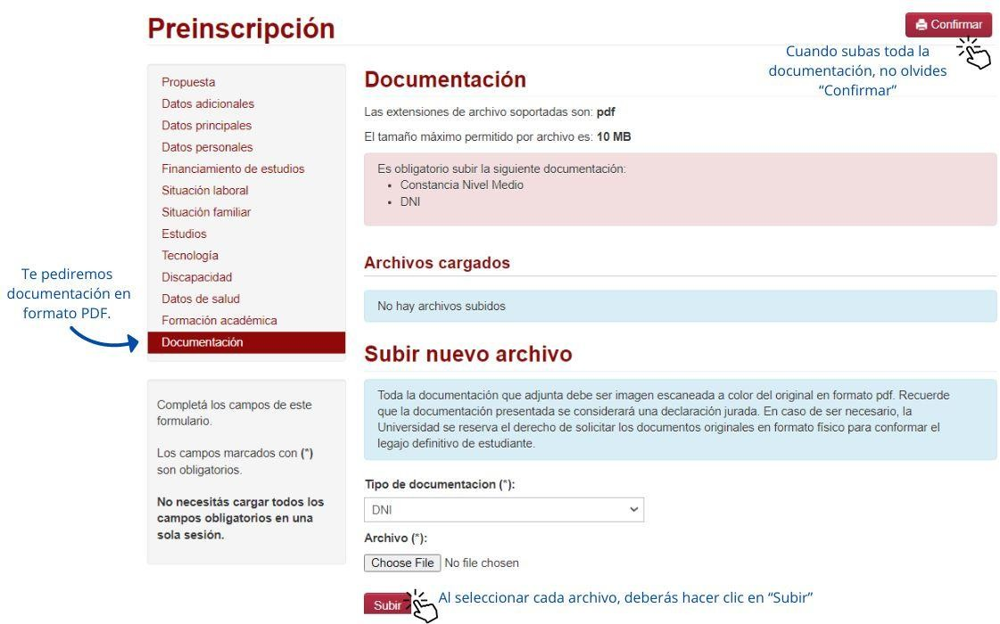 Preinscripción
Confirmar
Cuando subas toda la
documentación, no olvides
“Confirmar”
Propuesta
Datos adicionales
Datos principales
Datos personales
Financiamiento de estudios
Situación laboral
Situación familiar
Estudios
Tecnología
Discapacidad
Datos de salud
Formación académica
Documentación
Te pediremos
documentación en
formato PDF.
Completá los campos de este
formulario.
Los campos marcados con (*)
son obligatorios.
No necesitás cargar todos los
campos obligatorios en una
sola sesión.
Documentación
Las extensiones de archivo soportadas son: pdf
El tamaño máximo permitido por archivo es: 10 MB
Es obligatorio subir la siguiente documentación:
• Constancia Nivel Medio
• DNI
Archivos cargados
No hay archivos subidos
Subir nuevo archivo
Toda la documentación que adjunta debe ser imagen escaneada a color del original en formato pdf. Recuerde
que la documentación presentada se considerará una declaración jurada. En caso de ser necesario, la
Universidad se reserva el derecho de solicitar los documentos originales en formato físico para conformar el
legajo definitivo de estudiante.
Tipo de documentacion (*):
DNI
Archivo (*):
Choose File No file chosen
Subir
Al seleccionar cada archivo, deberás hacer clic en “Subir”